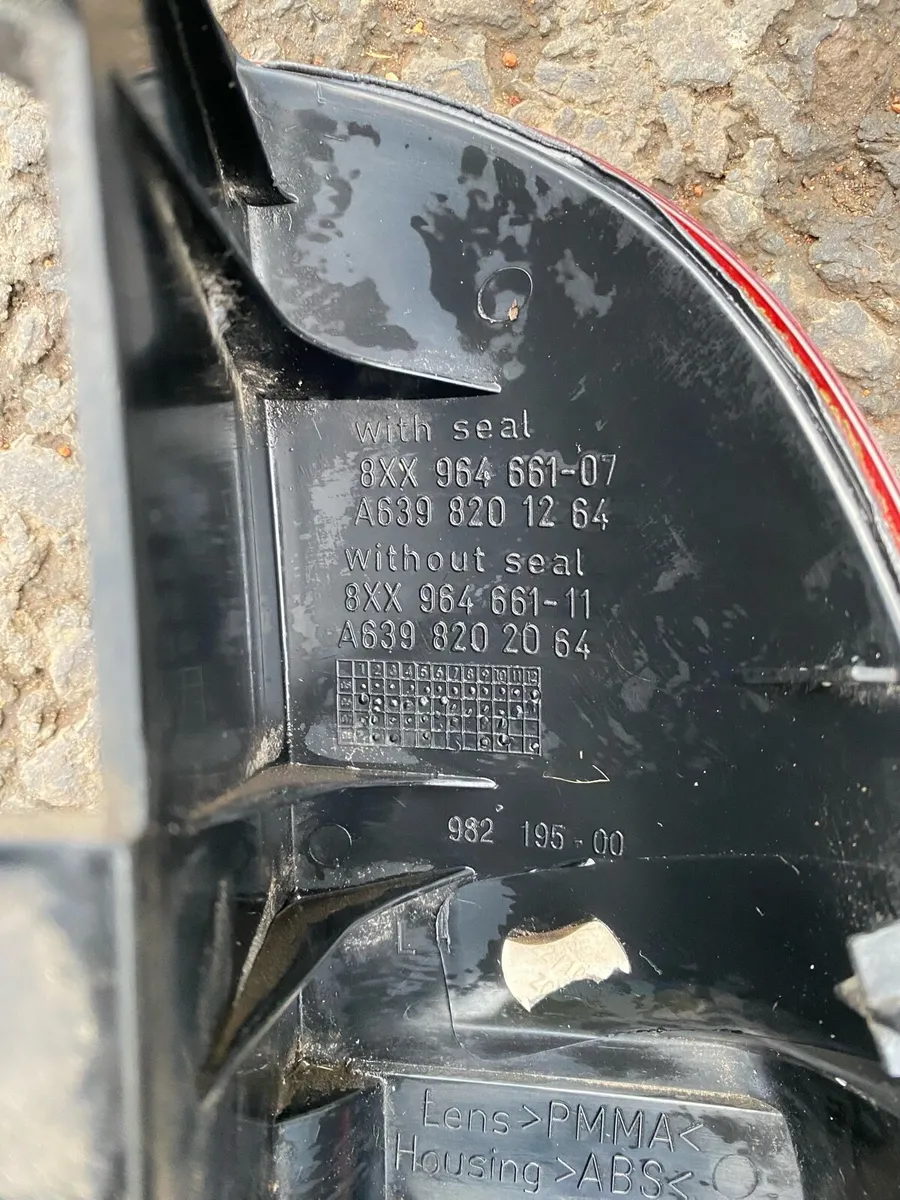 with seal
8XX 964 661-07
A639 820 12 64
without seal
8XX 964 661-11
A639 820 20 64
1 2 3 4 5 6 7 8 9 10 11 12
982 195-00
L
Lens >PMMA<
Housing >ABS<